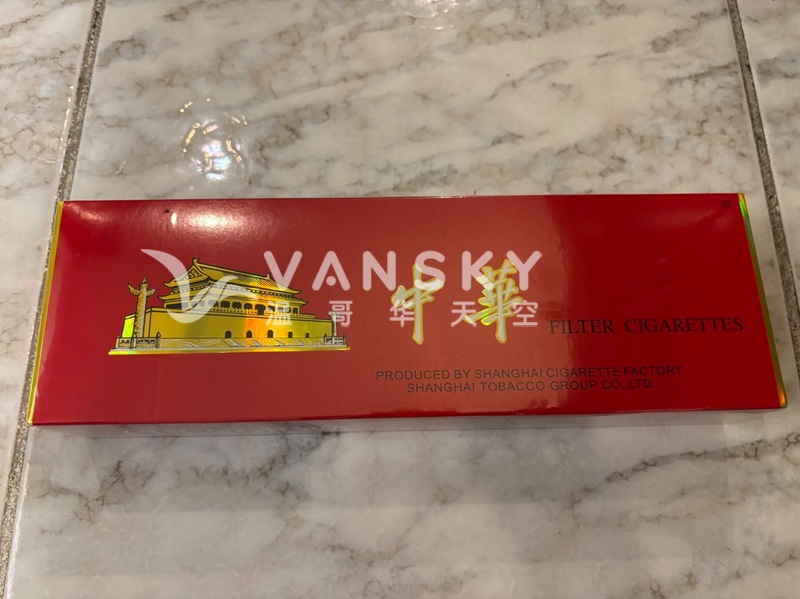 ®
VANSKY
温哥华天空
中華
FILTER CIGARETTES
PRODUCED BY SHANGHAI CIGARETTE FACTORY
SHANGHAI TOBACCO GROUP CO.,LTD.